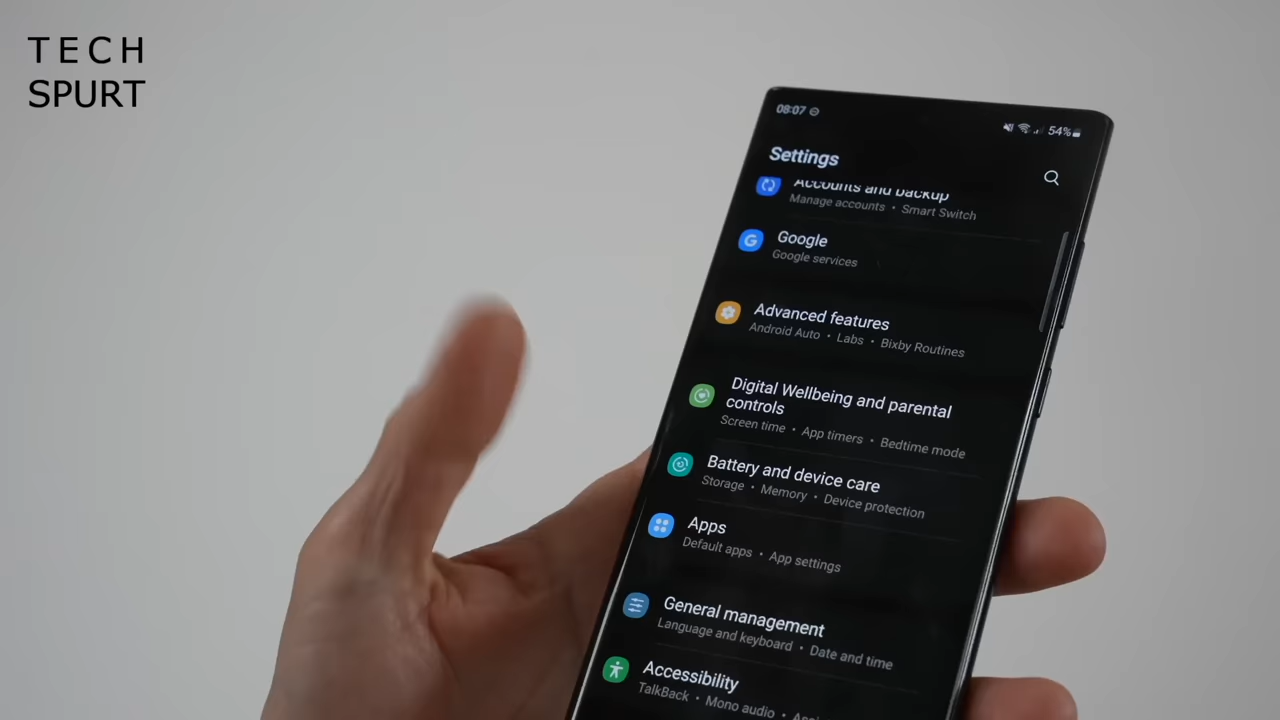 TECH
SPURT
08:07
54%
Settings
Accounts and backup
Manage accounts • Smart Switch
Google
Google services
Advanced features
Android Auto • Labs • Bixby Routines
Digital Wellbeing and parental
controls
Screen time • App timers • Bedtime mode
Battery and device care
Storage • Memory • Device protection
Apps
Default apps • App settings
General management
Language and keyboard • Date and time
Accessibility
TalkBack • Mono audio •